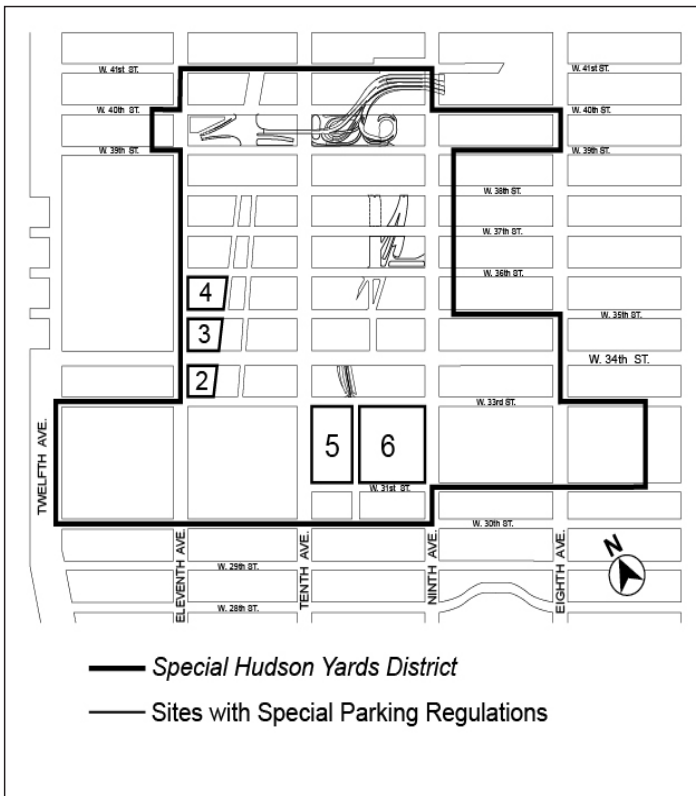 W. 41st ST.
W. 41st ST.
W. 40th ST.
W. 40th ST.
W. 39th ST.
W. 39th ST.
W. 38th ST.
W. 37th ST.
W. 36th ST.
4
3
W. 35th ST.
W. 34th ST.
2
W. 33rd ST.
5
6
TWELFTH AVE.
W. 31st ST.
W. 30th ST.
ELEVENTH AVE.
TENTH AVE.
NINTH AVE.
EIGHTH AVE.
N
W. 29th ST.
W. 28th ST.
Special Hudson Yards District
Sites with Special Parking Regulations